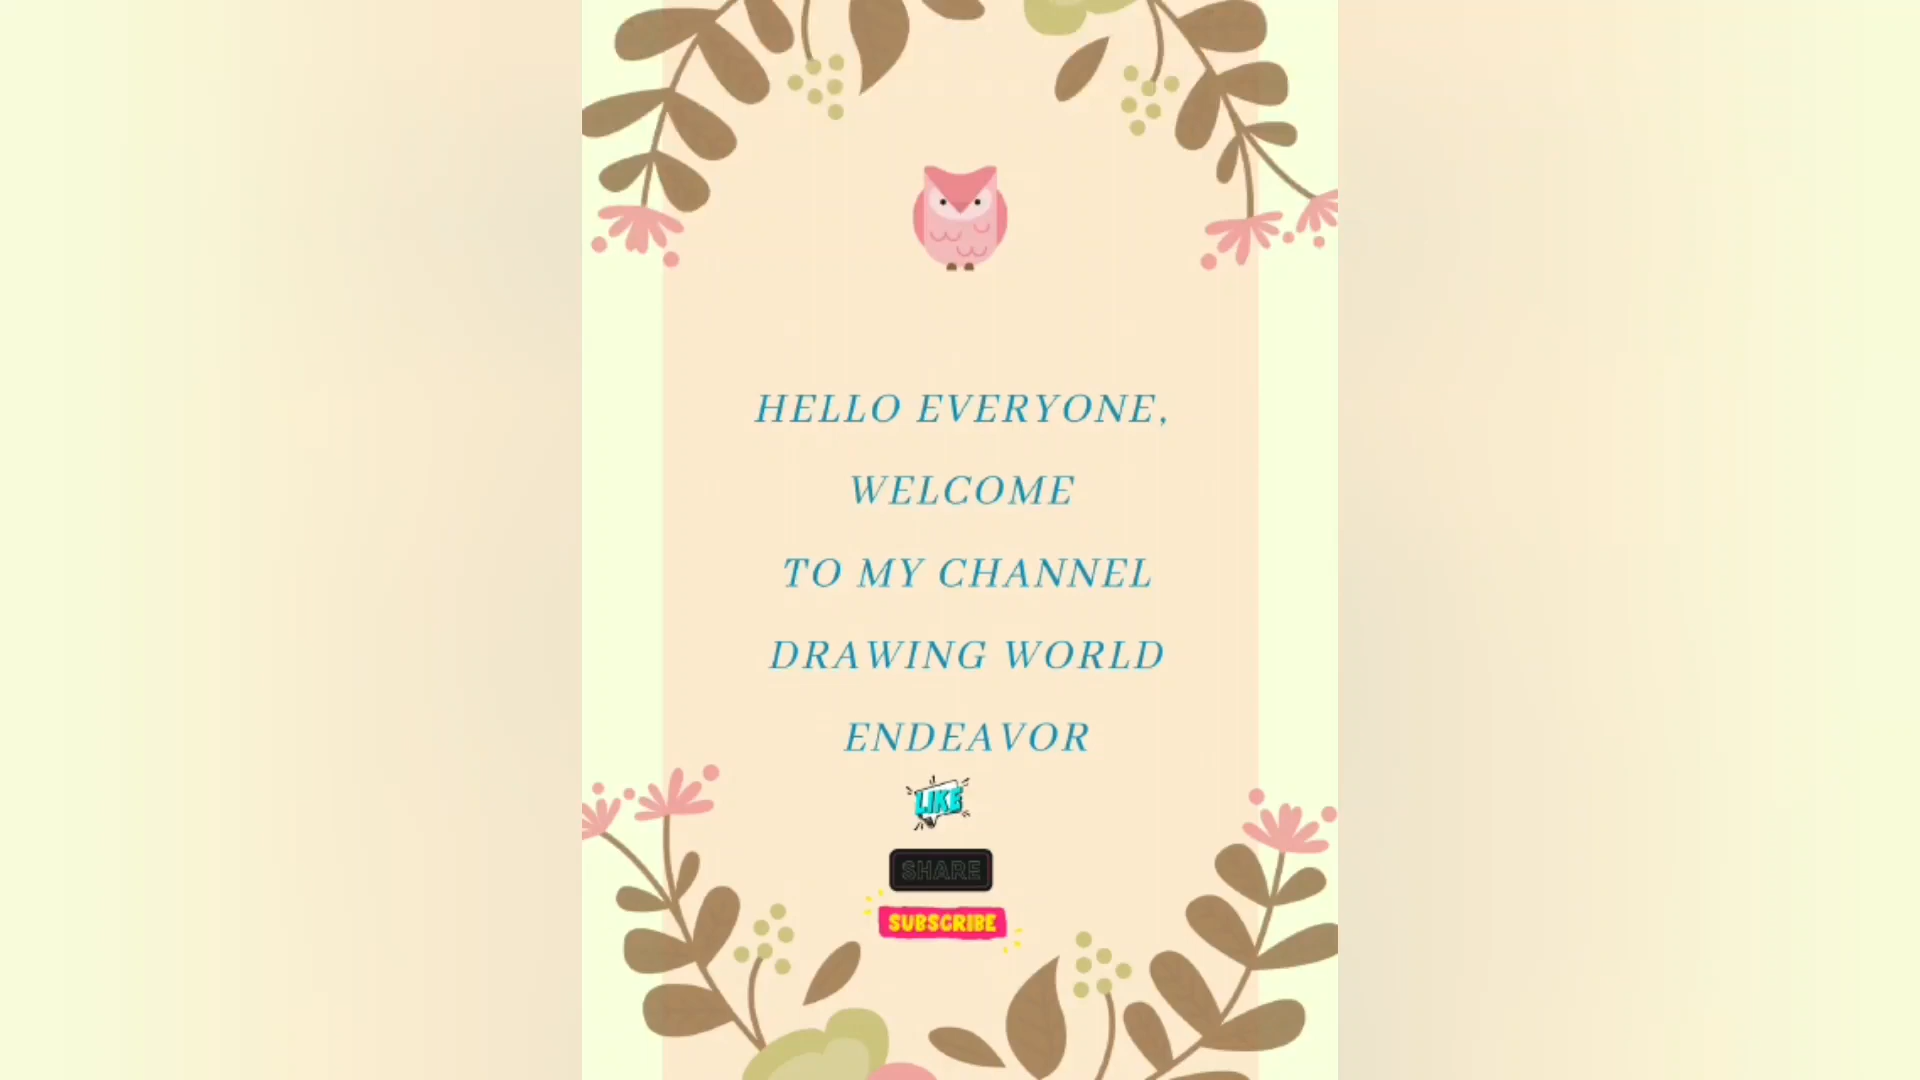 HELLO EVERYONE,
WELCOME
TO MY CHANNEL
DRAWING WORLD
ENDEAVOR
LIKE
SHARE
SUBSCRIBE